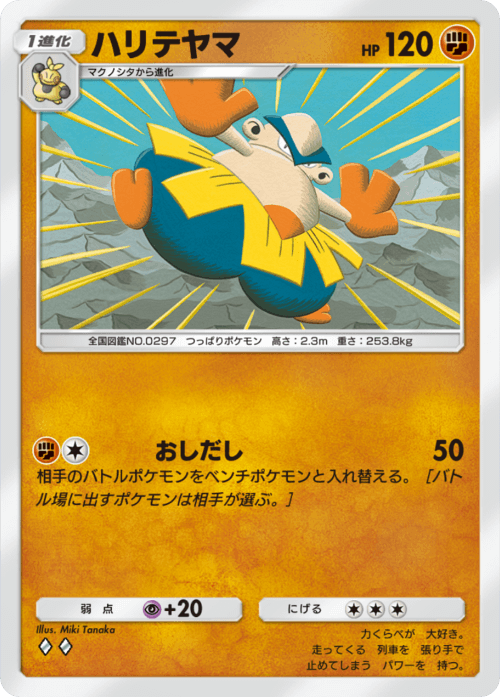 1進化
ハリテヤマ
HP 120
マクノシタから進化
全国図鑑NO.0297 つっぱりポケモン 高さ:2.3m 重さ:253.8kg
おしだし 50
相手のバトルポケモンをベンチポケモンと入れ替える。[バト
ル場に出すポケモンは相手が選ぶ。]
弱点 +20 にげる
Illus. Miki Tanaka
力くらべが 大好き。
走ってくる 列車を 張り手で
止めてしまう パワーを 持つ。